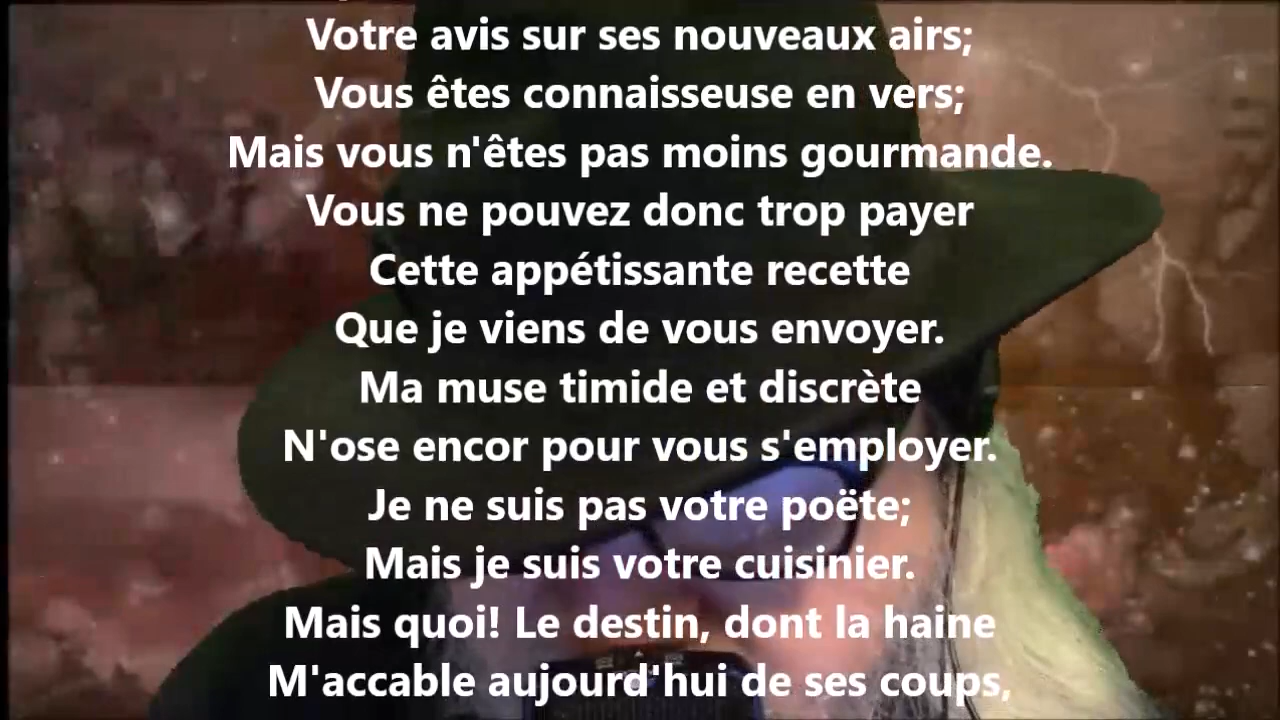 Votre avis sur ses nouveaux airs;
Vous êtes connaisseuse en vers;
Mais vous n'êtes pas moins gourmande.
Vous ne pouvez donc trop payer
Cette appétissante recette
Que je viens de vous envoyer.
Ma muse timide et discrète
N'ose encor pour vous s'employer.
Je ne suis pas votre poëte;
Mais je suis votre cuisinier.
Mais quoi! Le destin, dont la haine
M'accable aujourd'hui de ses coups,